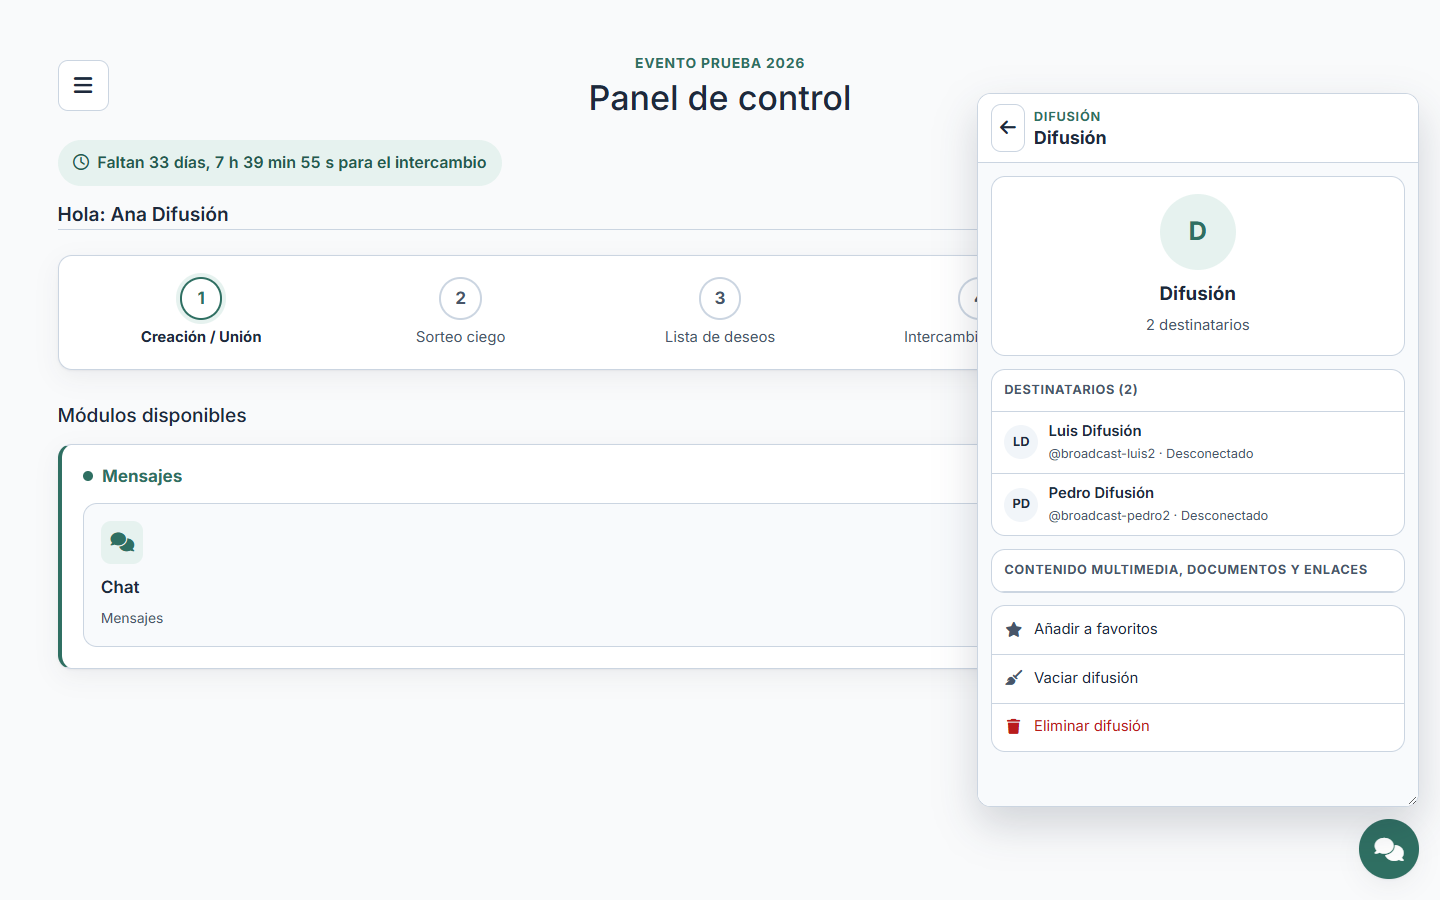 EVENTO PRUEBA 2026
Panel de control
Faltan 33 días, 7 h 39 min 55 s para el intercambio
Hola: Ana Difusión
1
Creación / Unión
2
Sorteo ciego
3
Lista de deseos
Módulos disponibles
Mensajes
Chat
Mensajes
DIFUSIÓN
Difusión
D
Difusión
2 destinatarios
DESTINATARIOS (2)
LD
Luis Difusión
@broadcast-luis2 · Desconectado
PD
Pedro Difusión
@broadcast-pedro2 · Desconectado
CONTENIDO MULTIMEDIA, DOCUMENTOS Y ENLACES
Añadir a favoritos
Vaciar difusión
Eliminar difusión